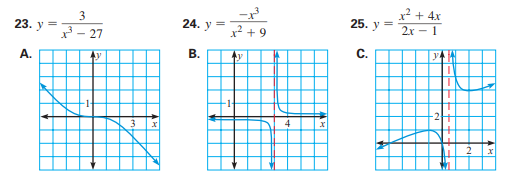 23. y = 3 / x³ − 27
24. y = −x³ / x² + 9
25. y = x² + 4x / 2x − 1
A.
y
1
3
x
B.
y
1
4
x
C.
y
2
2
x